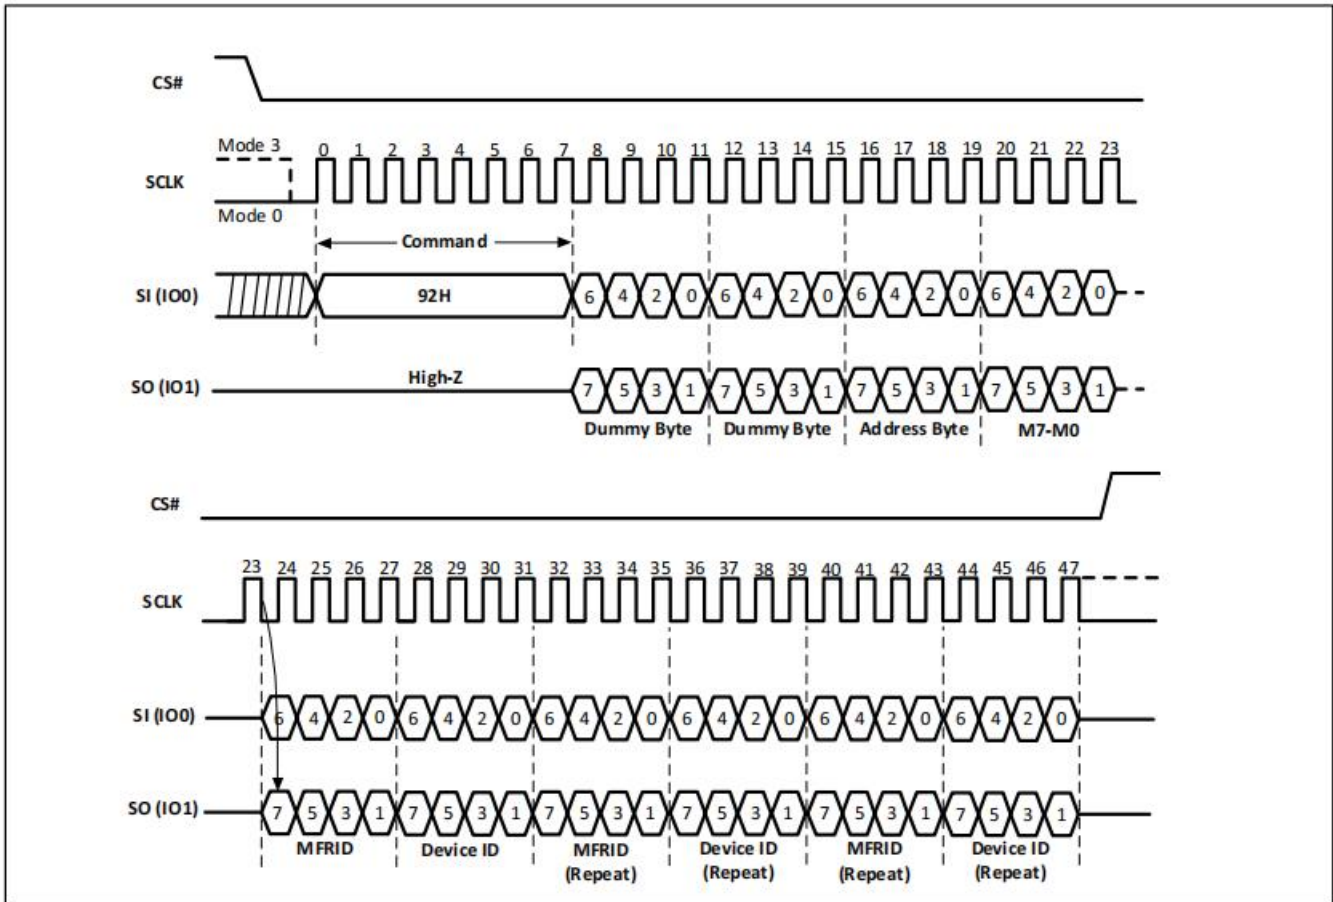 CS#
Mode 3
0 1 2 3 4 5 6 7 8 9 10 11 12 13 14 15 16 17 18 19 20 21 22 23
SCLK
Mode 0
Command
SI (IO0)
92H
6 4 2 0 6 4 2 0 6 4 2 0 6 4 2 0
High-Z
SO (IO1)
7 5 3 1 7 5 3 1 7 5 3 1 7 5 3 1
Dummy Byte Dummy Byte Address Byte M7-M0
CS#
23 24 25 26 27 28 29 30 31 32 33 34 35 36 37 38 39 40 41 42 43 44 45 46 47
SCLK
SI (IO0)
6 4 2 0 6 4 2 0 6 4 2 0 6 4 2 0 6 4 2 0 6 4 2 0
SO (IO1)
7 5 3 1 7 5 3 1 7 5 3 1 7 5 3 1 7 5 3 1 7 5 3 1
MFRID Device ID MFRID Device ID MFRID Device ID
(Repeat) (Repeat) (Repeat) (Repeat)